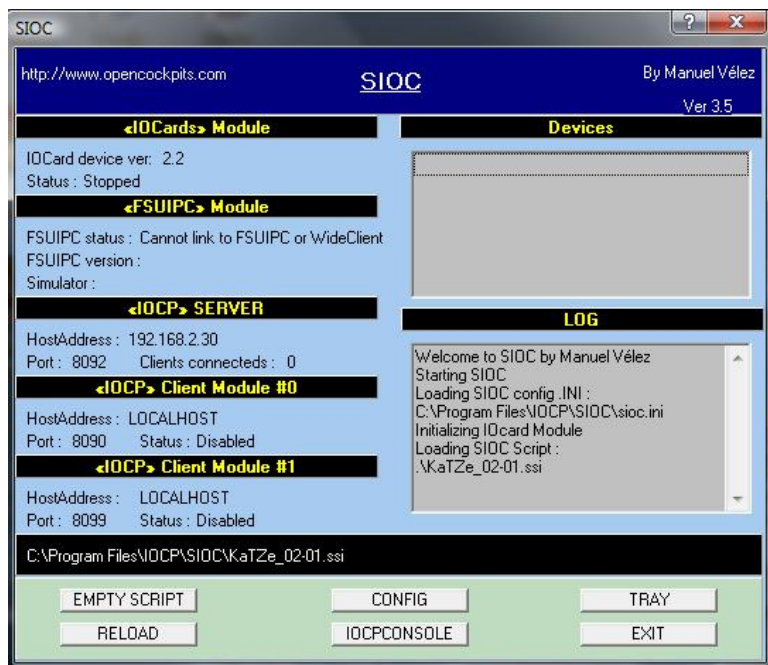 SIOC
http://www.opencockpits.com
SIOC
By Manuel Vélez
Ver 3.5
«IOCards» Module
IOCard device ver: 2.2
Status : Stopped
«FSUIPC» Module
FSUIPC status : Cannot link to FSUIPC or WideClient
FSUIPC version :
Simulator :
«IOCP» SERVER
HostAddress : 192.168.2.30
Port : 8092 Clients connecteds : 0
«IOCP» Client Module #0
HostAddress : LOCALHOST
Port : 8090 Status : Disabled
«IOCP» Client Module #1
HostAddress : LOCALHOST
Port : 8099 Status : Disabled
Devices
LOG
Welcome to SIOC by Manuel Vélez
Starting SIOC
Loading SIOC config .INI :
C:\Program Files\IOCP\SIOC\sioc.ini
Initializing IOcard Module
Loading SIOC Script :
.\KaTZe_02-01.ssi
C:\Program Files\IOCP\SIOC\KaTZe_02-01.ssi
EMPTY SCRIPT CONFIG TRAY
RELOAD IOCPCONSOLE EXIT